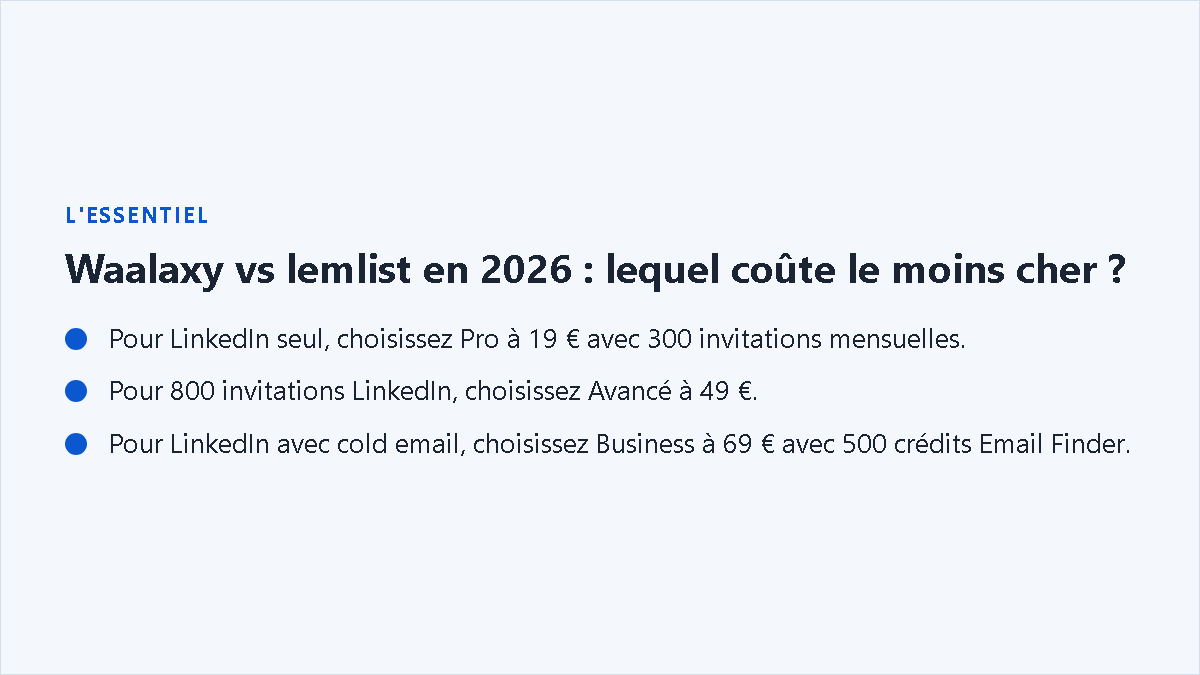 L'ESSENTIEL
Waalaxy vs lemlist en 2026 : lequel coûte le moins cher ?
Pour LinkedIn seul, choisissez Pro à 19 € avec 300 invitations mensuelles.
Pour 800 invitations LinkedIn, choisissez Avancé à 49 €.
Pour LinkedIn avec cold email, choisissez Business à 69 € avec 500 crédits Email Finder.